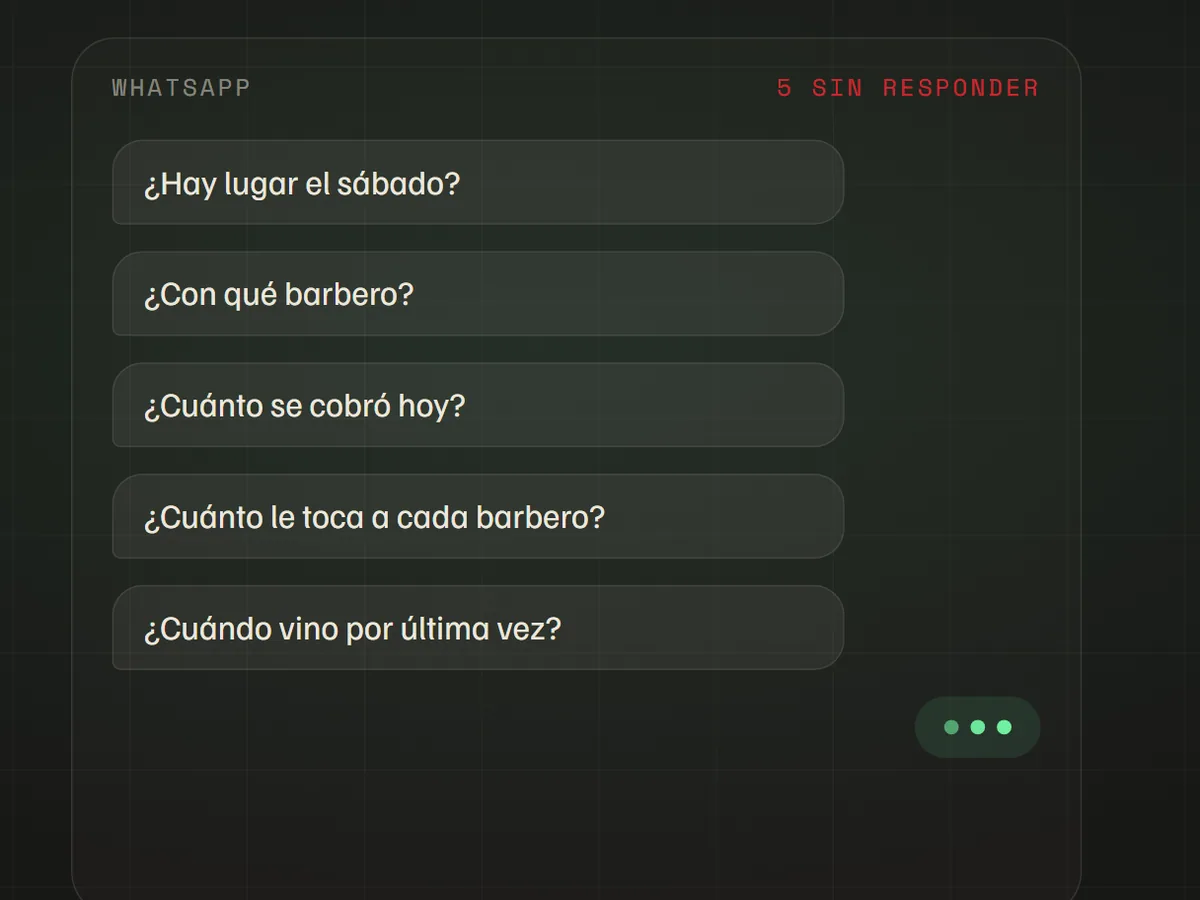 WHATSAPP
5 SIN RESPONDER
¿Hay lugar el sábado?
¿Con qué barbero?
¿Cuánto se cobró hoy?
¿Cuánto le toca a cada barbero?
¿Cuándo vino por última vez?